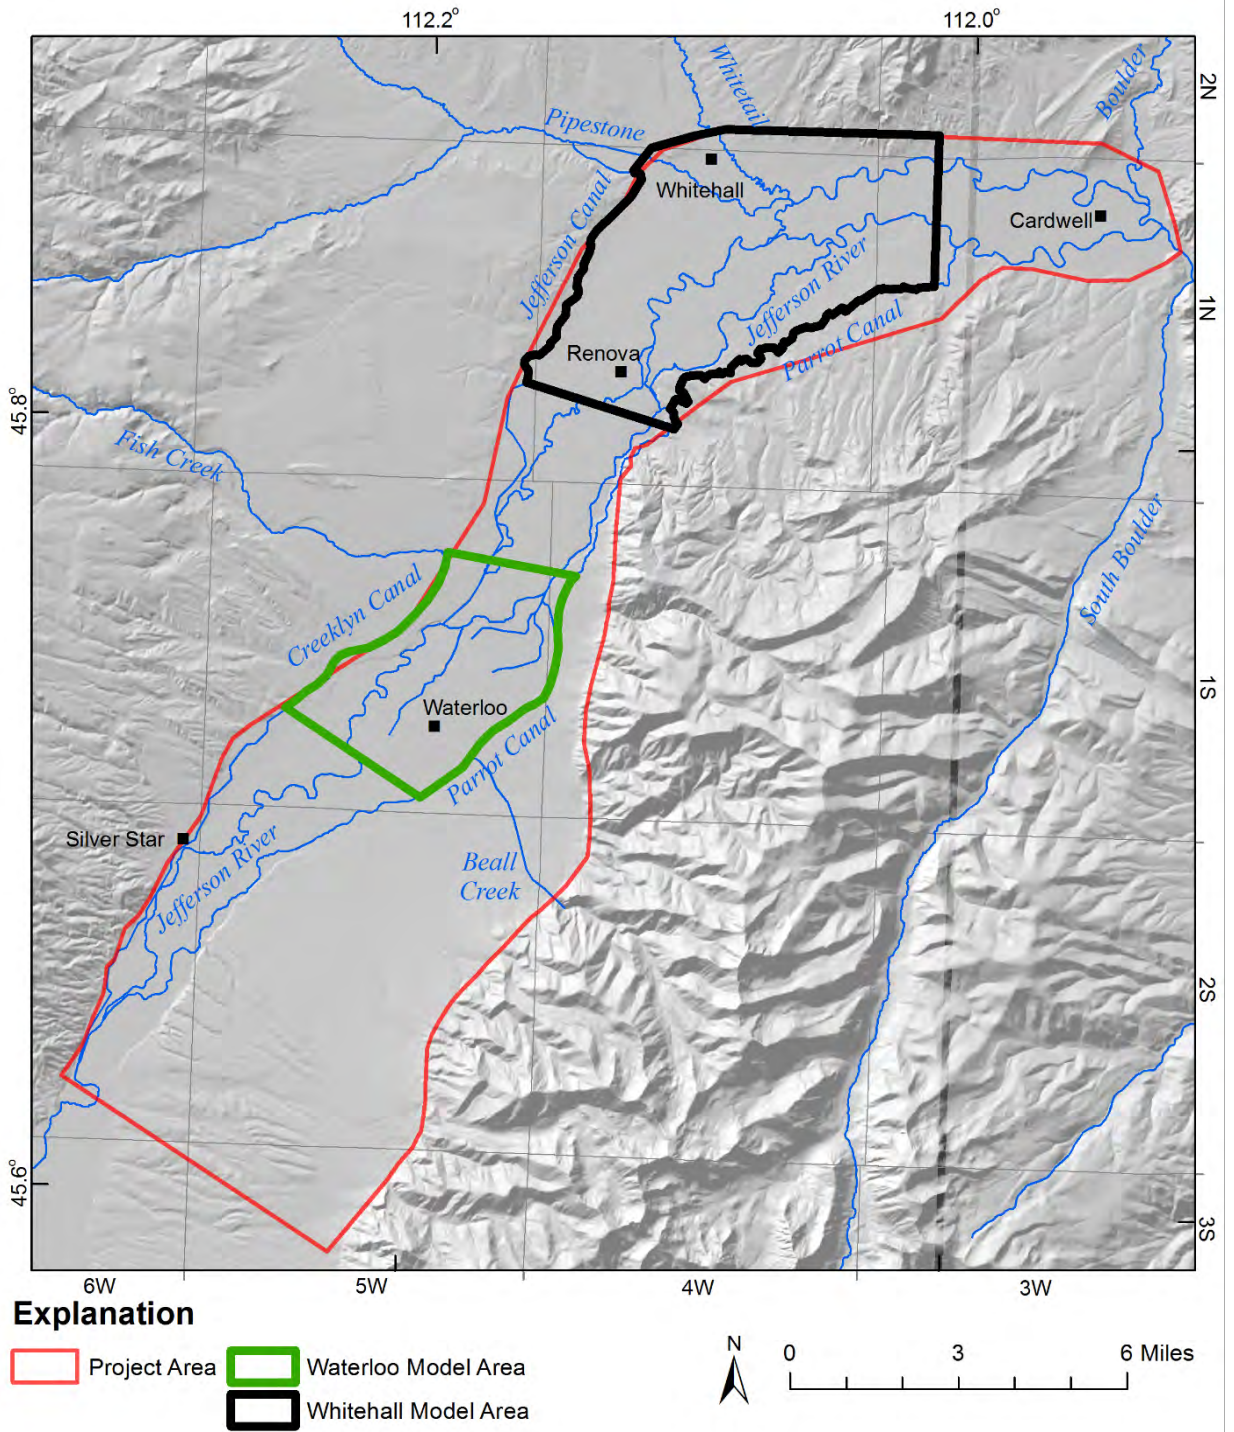 112.2°
112.0°
2N
Whitetail
Boulder
Pipestone
Whitehall
Jefferson Canal
Cardwell
Jefferson River
1N
Renova
Parrot Canal
45.8°
Fish Creek
South Boulder
Creeklyn Canal
1S
Waterloo
Parrot Canal
Silver Star
Jefferson River
Beall
Creek
2S
45.6°
3S
6W
5W
4W
3W
Explanation
Project Area
Waterloo Model Area
Whitehall Model Area
N
0
3
6 Miles